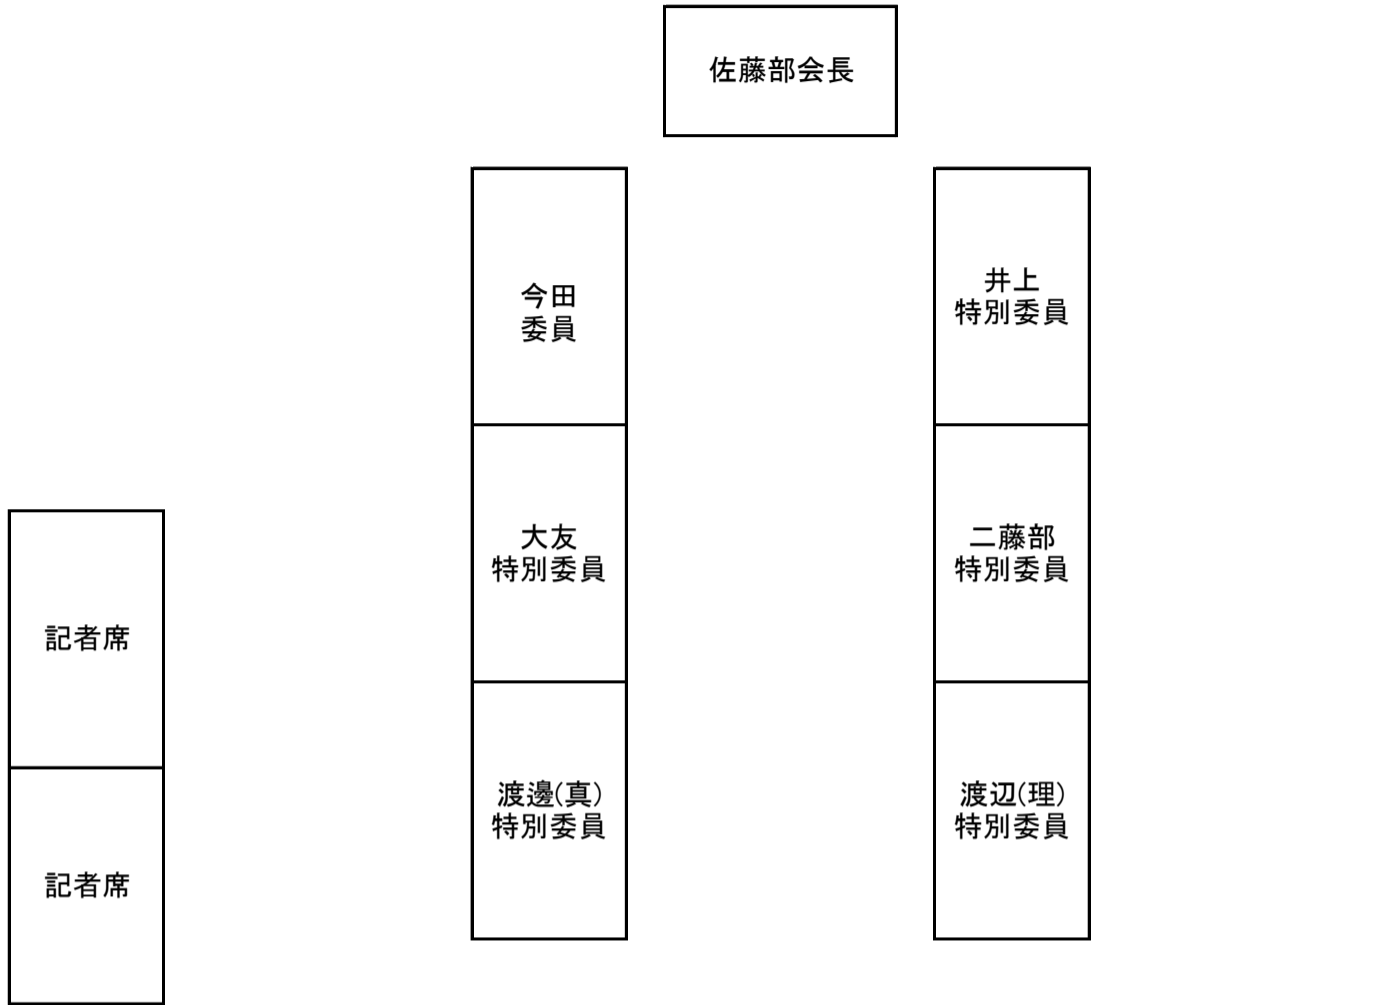 佐藤部会長
今田
委員
井上
特別委員
大友
特別委員
二藤部
特別委員
記者席
渡邊(真)
特別委員
渡辺(理)
特別委員
記者席